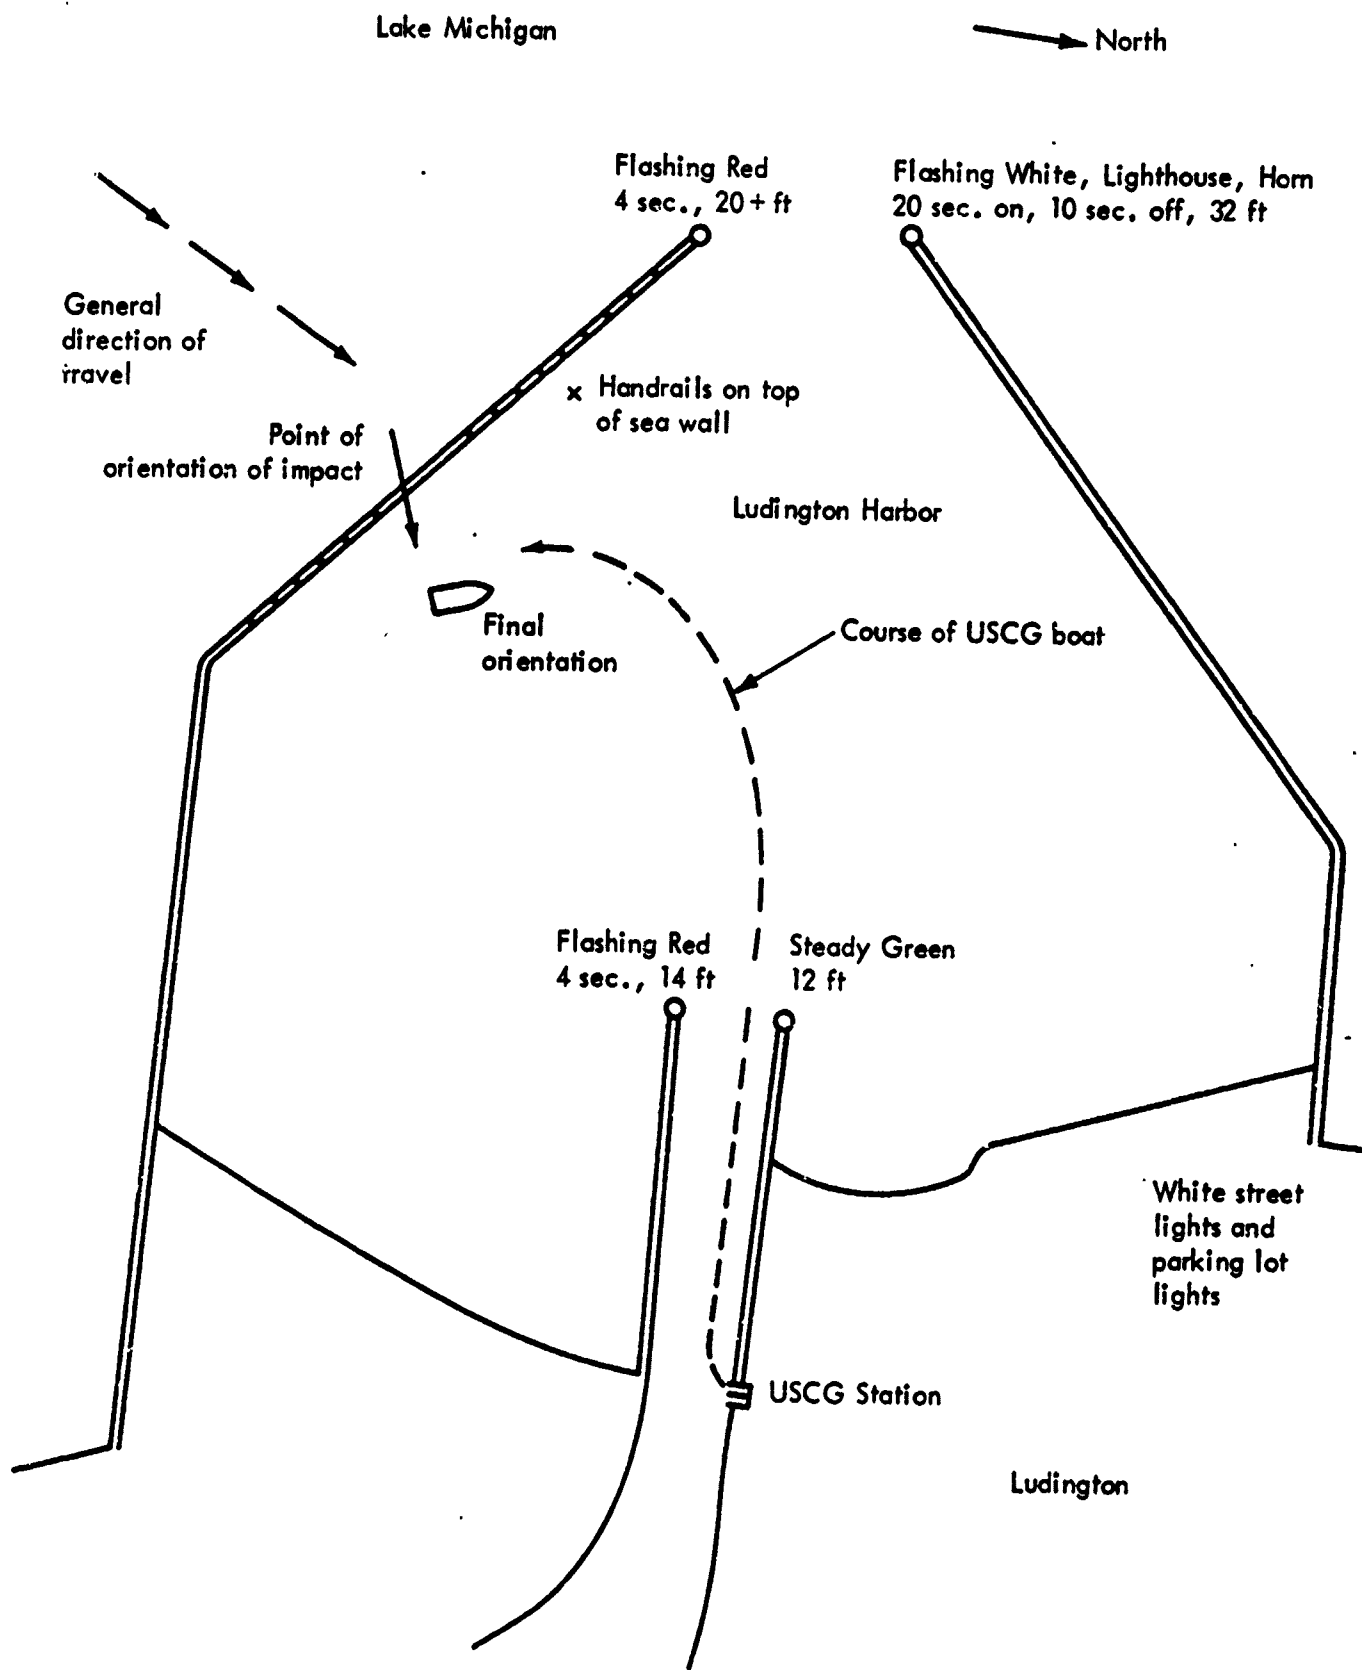 Lake Michigan
North
Flashing Red
4 sec., 20+ ft
Flashing White, Lighthouse, Horn
20 sec. on, 10 sec. off, 32 ft
General
direction of
travel
Handrails on top
of sea wall
Point of
orientation of impact
Ludington Harbor
Final
orientation
Course of USCG boat
Flashing Red
4 sec., 14 ft
Steady Green
12 ft
White street
lights and
parking lot
lights
USCG Station
Ludington